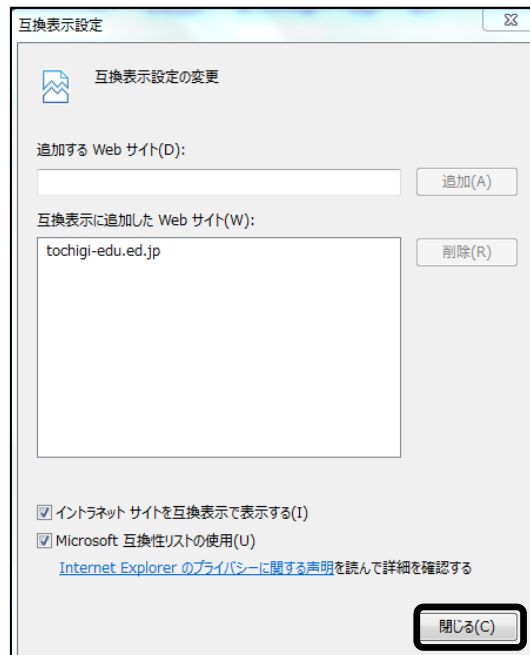 互換表示設定
互換表示設定の変更
追加する Web サイト(D):
追加(A)
互換表示に追加した Web サイト(W):
tochigi-edu.ed.jp
削除(R)
イントラネット サイトを互換表示で表示する(I)
Microsoft 互換性リストの使用(U)
Internet Explorer のプライバシーに関する声明を読んで詳細を確認する
閉じる(C)